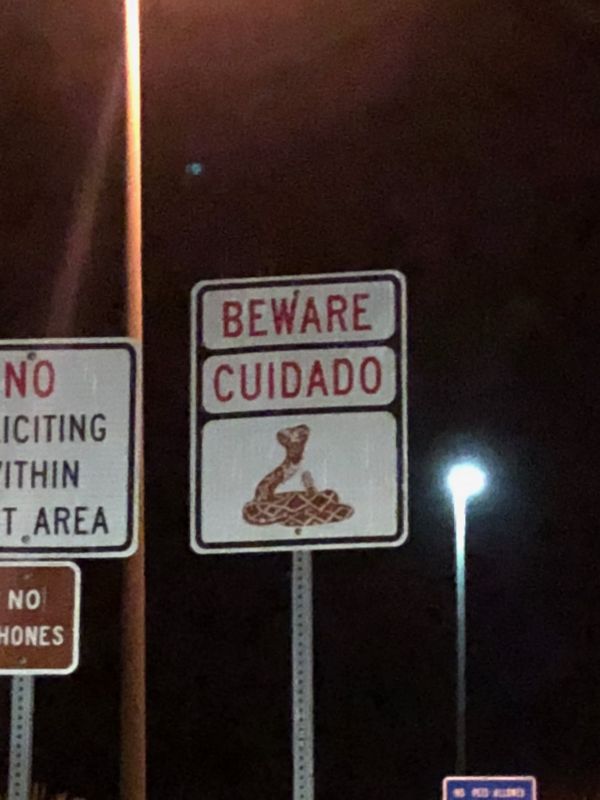 NO
ICITING
ITHIN
T AREA
NO
HONES
BEWARE
CUIDADO